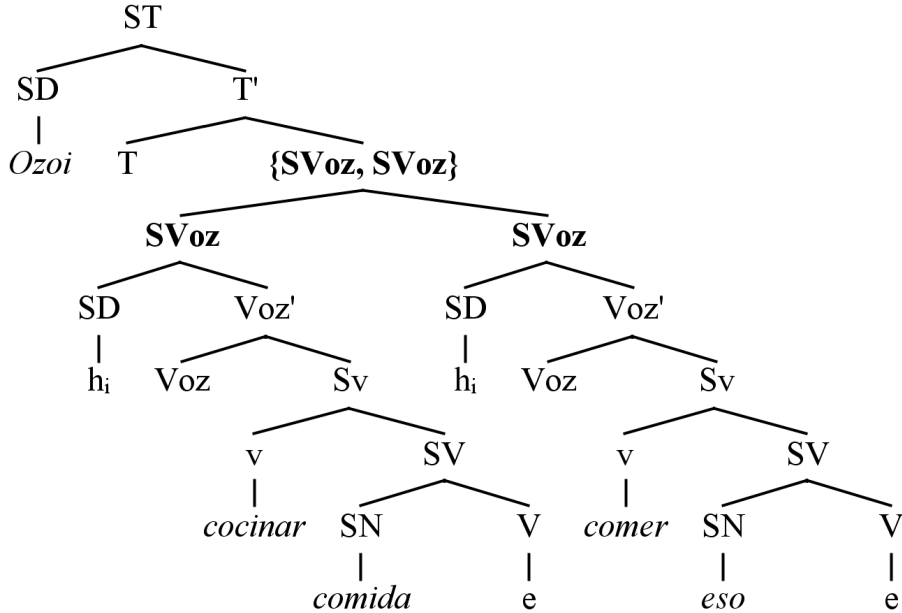 ST
SD T'
Ozoi T {SVoz, SVoz}
SVoz SVoz
SD Voz' SD Voz'
hi Voz Sv hi Voz Sv
v SV v SV
cocinar SN V comer SN V
comida e eso e